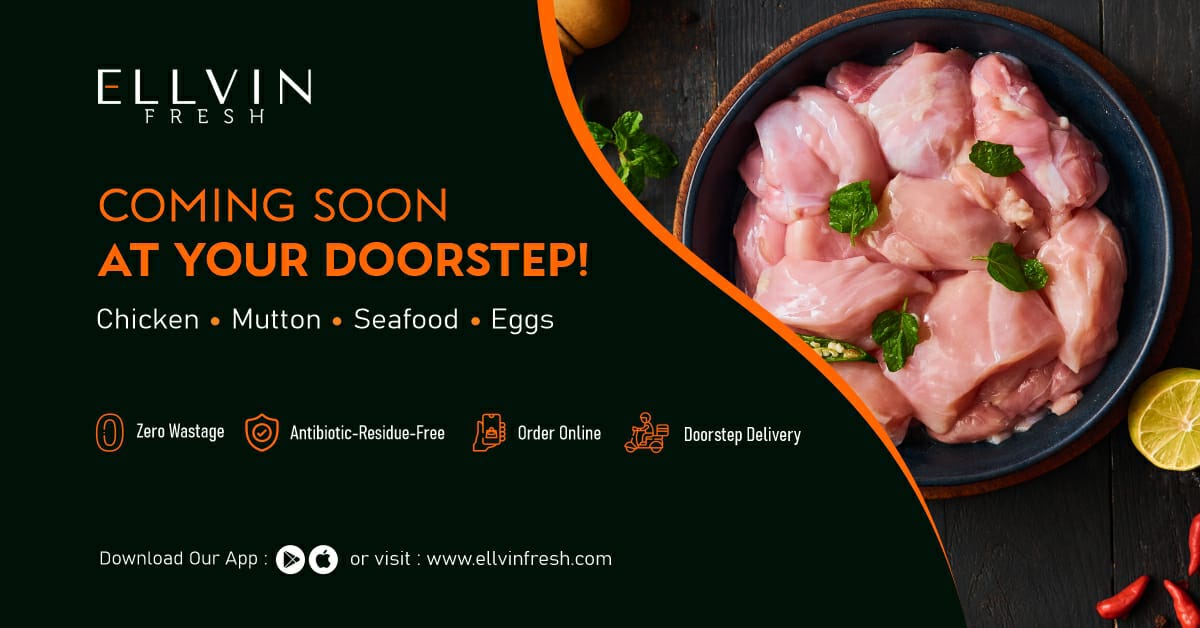 ELLVIN
FRESH
COMING SOON
AT YOUR DOORSTEP!
Chicken • Mutton • Seafood • Eggs
Zero Wastage
Antibiotic-Residue-Free
Order Online
Doorstep Delivery
Download Our App : or visit : www.ellvinfresh.com